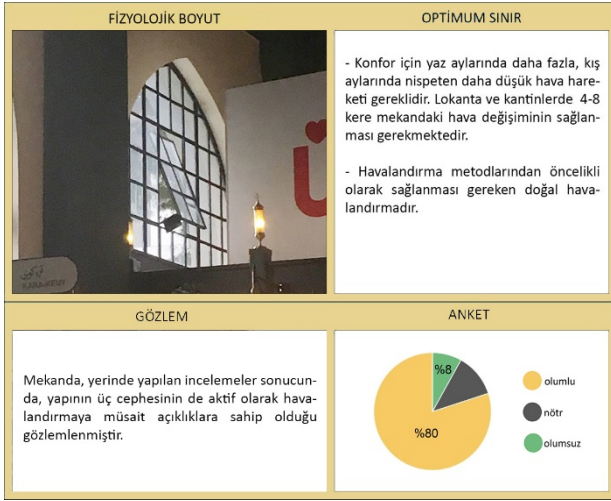 FİZYOLOJİK BOYUT
OPTİMUM SINIR
Ü
KARAKÖY
- Konfor için yaz aylarında daha fazla, kış
aylarında nispeten daha düşük hava hare-
keti gereklidir. Lokanta ve kantinlerde 4-8
kere mekandaki hava değişiminin sağlan-
ması gerekmektedir.
- Havalandırma metodlarından öncelikli
olarak sağlanması gereken doğal hava-
landırmadır.
GÖZLEM
Mekanda, yerinde yapılan incelemeler sonucun-
da, yapının üç cephesinin de aktif olarak hava-
landırmaya müsait açıklıklara sahip olduğu
gözlemlenmiştir.
ANKET
%8
%80
olumlu
nötr
olumsuz